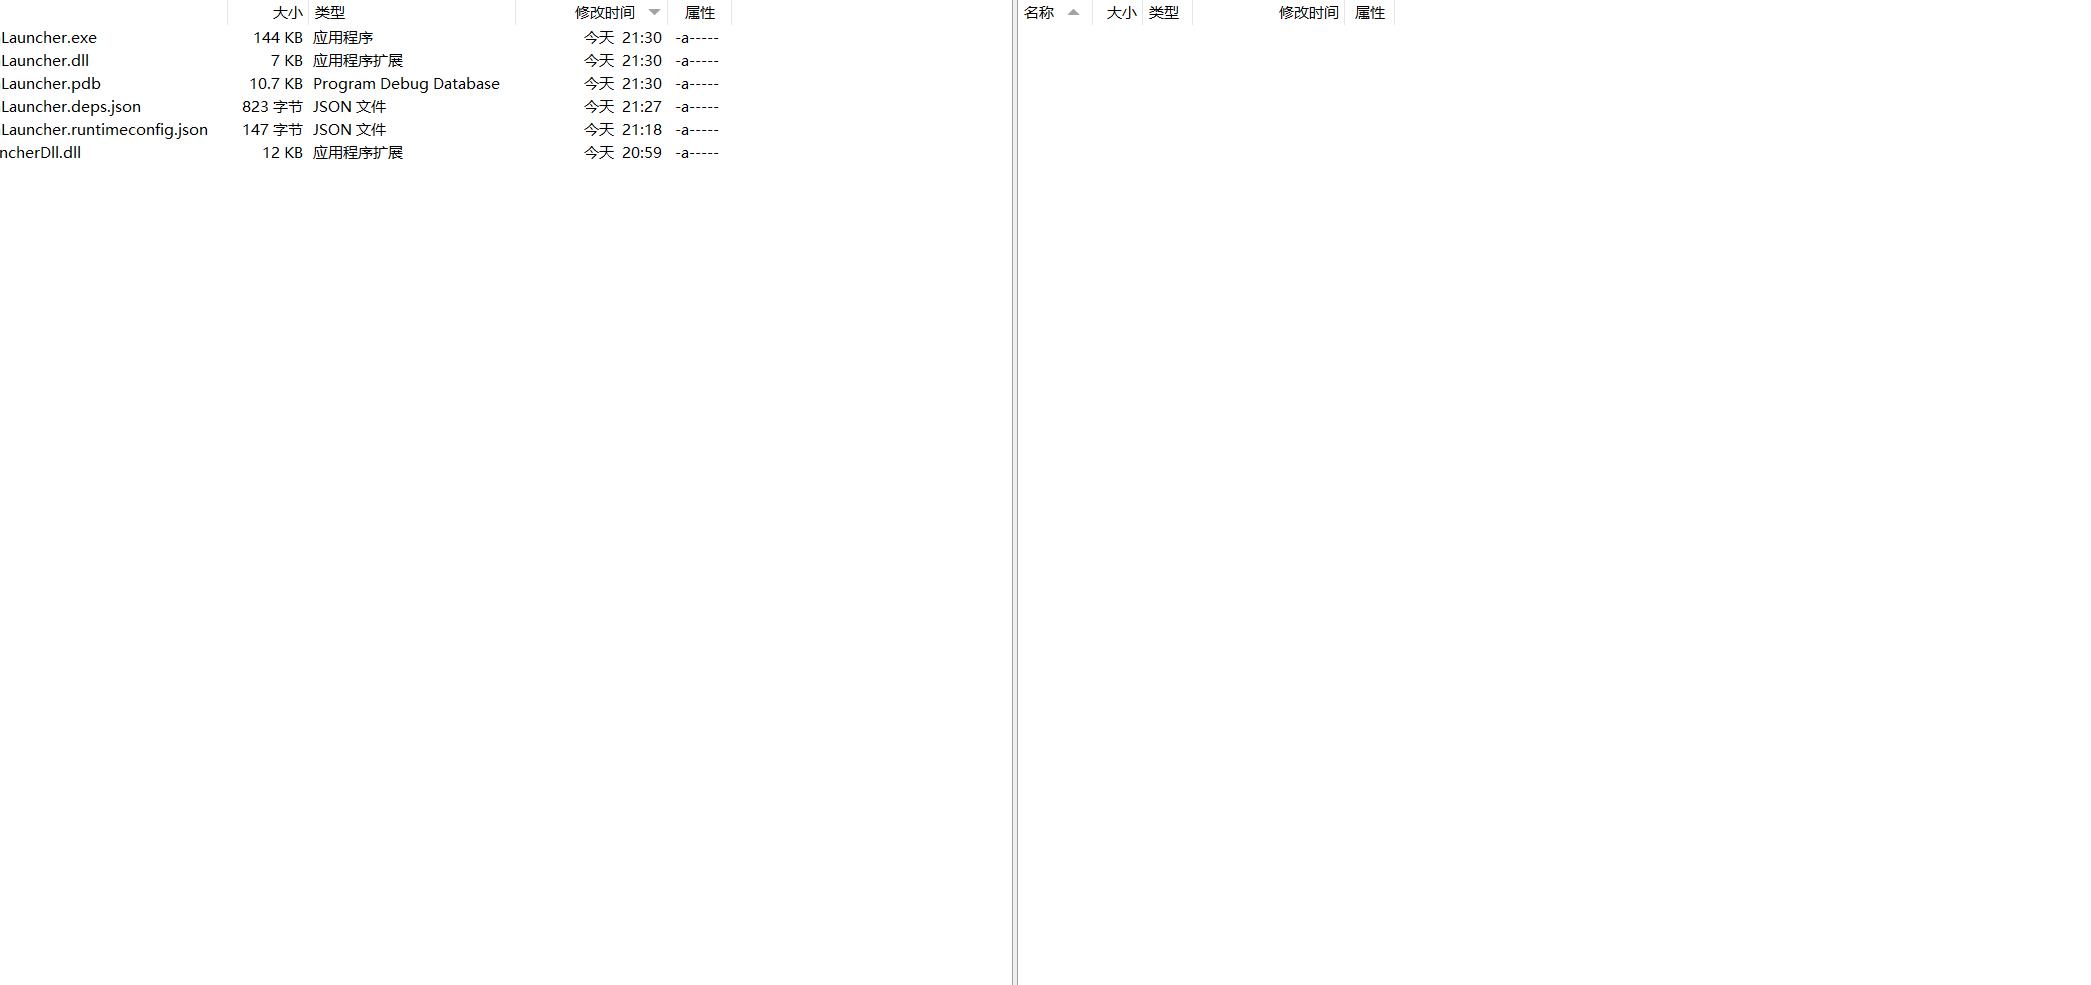 大小 类型 修改时间 属性
Launcher.exe 144 KB 应用程序 今天 21:30 -a-----
Launcher.dll 7 KB 应用程序扩展 今天 21:30 -a-----
Launcher.pdb 10.7 KB Program Debug Database 今天 21:30 -a-----
Launcher.deps.json 823 字节 JSON 文件 今天 21:27 -a-----
Launcher.runtimeconfig.json 147 字节 JSON 文件 今天 21:18 -a-----
ncherDll.dll 12 KB 应用程序扩展 今天 20:59 -a-----
名称 大小 类型 修改时间 属性